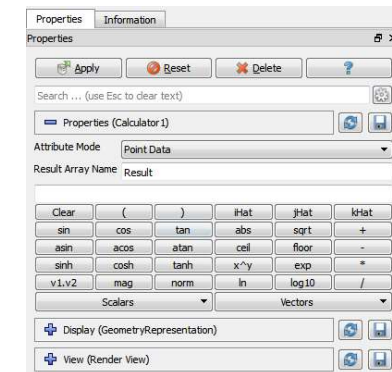 Properties Information
Properties
Apply Reset Delete ?
Search ... (use Esc to clear text)
Properties (Calculator1)
Attribute Mode Point Data
Result Array Name Result
Clear ( ) iHat jHat kHat
sin cos tan abs sqrt +
asin acos atan ceil floor -
sinh cosh tanh x^y exp *
v1.v2 mag norm ln log10 /
Scalars Vectors
Display (GeometryRepresentation)
View (Render View)